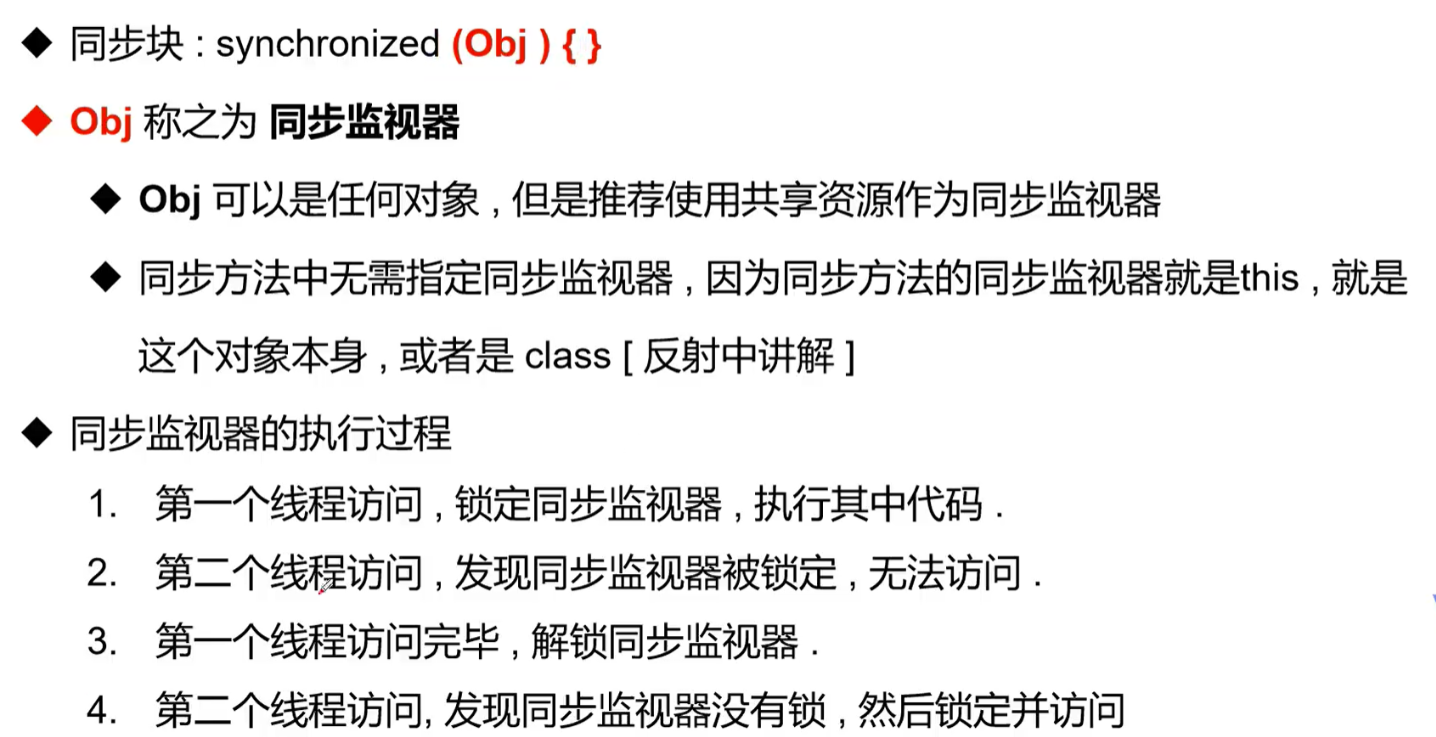 ◆ 同步块 : synchronized (Obj ) { }
◆ Obj 称之为 同步监视器
◆ Obj 可以是任何对象 , 但是推荐使用共享资源作为同步监视器
◆ 同步方法中无需指定同步监视器 , 因为同步方法的同步监视器就是this , 就是
这个对象本身 , 或者是 class [ 反射中讲解 ]
◆ 同步监视器的执行过程
1. 第一个线程访问 , 锁定同步监视器 , 执行其中代码 .
2. 第二个线程访问 , 发现同步监视器被锁定 , 无法访问 .
3. 第一个线程访问完毕 , 解锁同步监视器 .
4. 第二个线程访问, 发现同步监视器没有锁 , 然后锁定并访问